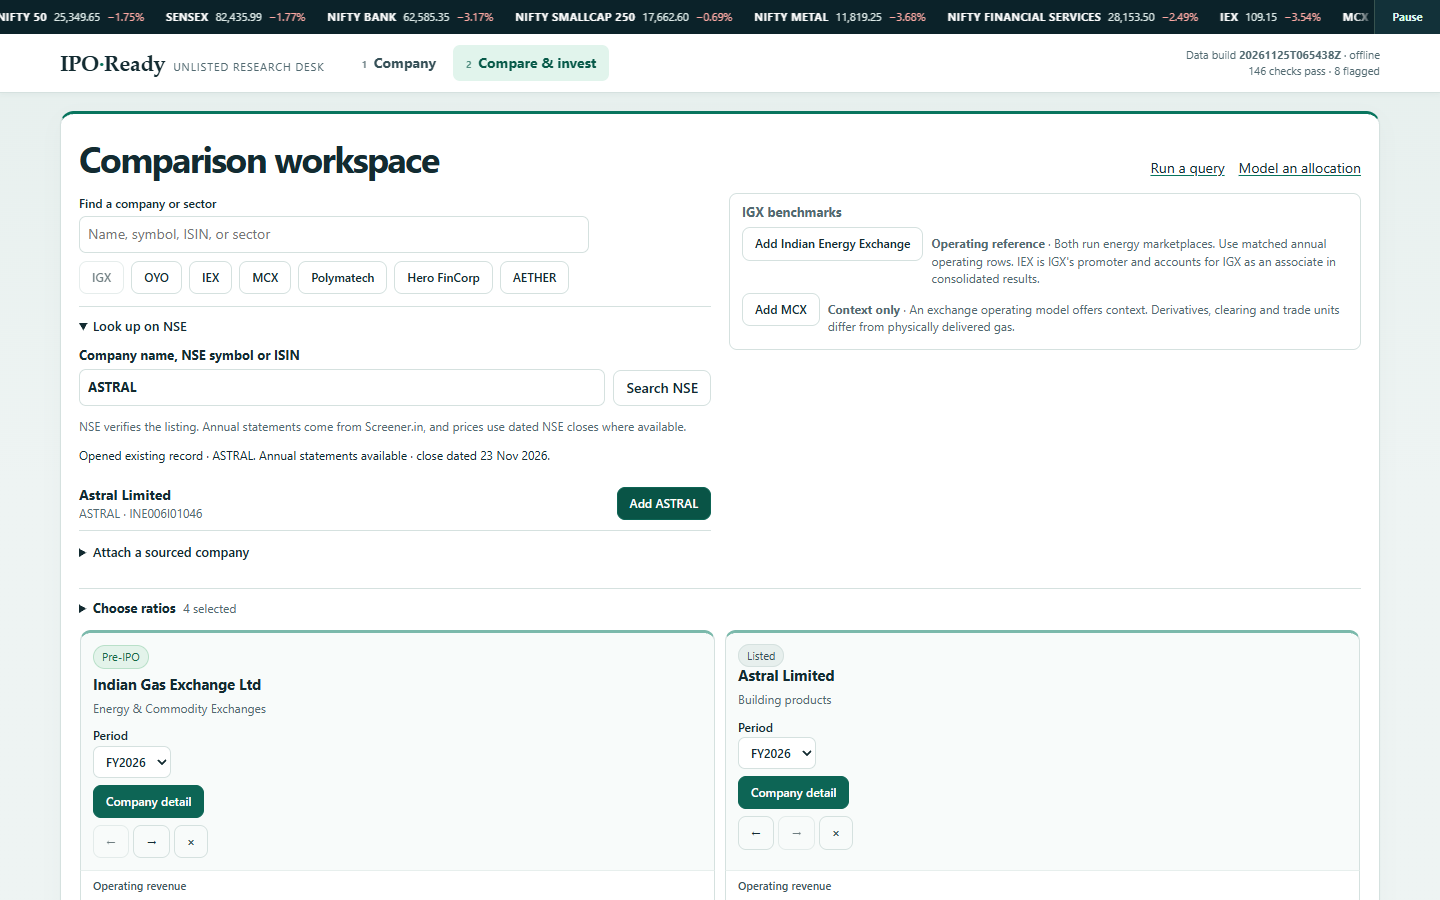 NIFTY 50 25,349.65 −1.75% SENSEX 82,435.99 −1.77% NIFTY BANK 62,585.35 −3.17% NIFTY SMALLCAP 250 17,662.60 −0.69% NIFTY METAL 11,819.25 −3.68% NIFTY FINANCIAL SERVICES 28,153.50 −2.49% IEX 109.15 −3.54% MCX Pause
IPO·Ready UNLISTED RESEARCH DESK 1 Company 2 Compare & invest
Data build 20261125T065438Z · offline
146 checks pass · 8 flagged
Comparison workspace
Run a query Model an allocation
Find a company or sector
Name, symbol, ISIN, or sector
IGX OYO IEX MCX Polymatech Hero FinCorp AETHER
IGX benchmarks
Add Indian Energy Exchange
Operating reference · Both run energy marketplaces. Use matched annual
operating rows. IEX is IGX's promoter and accounts for IGX as an associate in
consolidated results.
Add MCX
Context only · An exchange operating model offers context. Derivatives, clearing and trade units
differ from physically delivered gas.
▼ Look up on NSE
Company name, NSE symbol or ISIN
ASTRAL
Search NSE
NSE verifies the listing. Annual statements come from Screener.in, and prices use dated NSE closes where available.
Opened existing record · ASTRAL. Annual statements available · close dated 23 Nov 2026.
Astral Limited
ASTRAL · INE006I01046
Add ASTRAL
▶ Attach a sourced company
▶ Choose ratios 4 selected
Pre-IPO
Indian Gas Exchange Ltd
Energy & Commodity Exchanges
Period
FY2026
Company detail
← → ×
Operating revenue
Listed
Astral Limited
Building products
Period
FY2026
Company detail
← → ×
Operating revenue